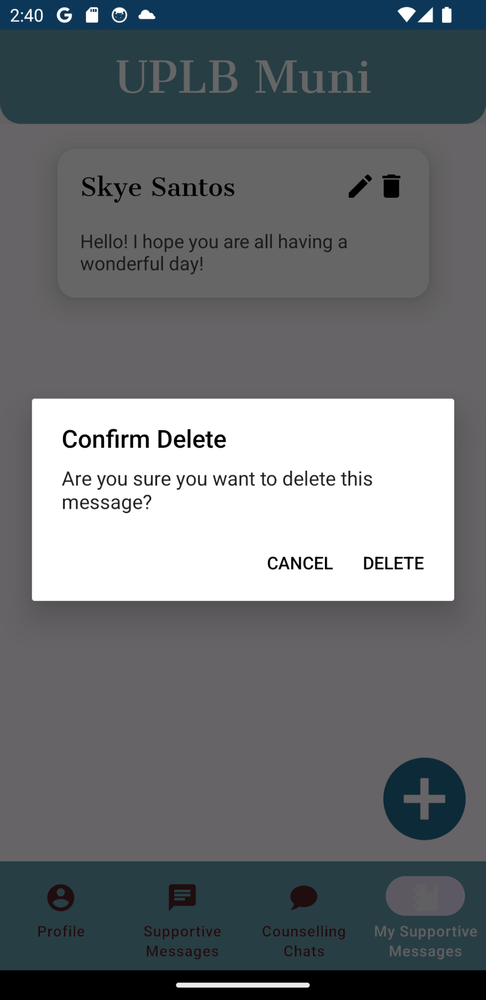 2:40
UPLB Muni
Skye Santos
Hello! I hope you are all having a
wonderful day!
Confirm Delete
Are you sure you want to delete this
message?
CANCEL DELETE
Profile
Supportive
Messages
Counselling
Chats
My Supportive
Messages